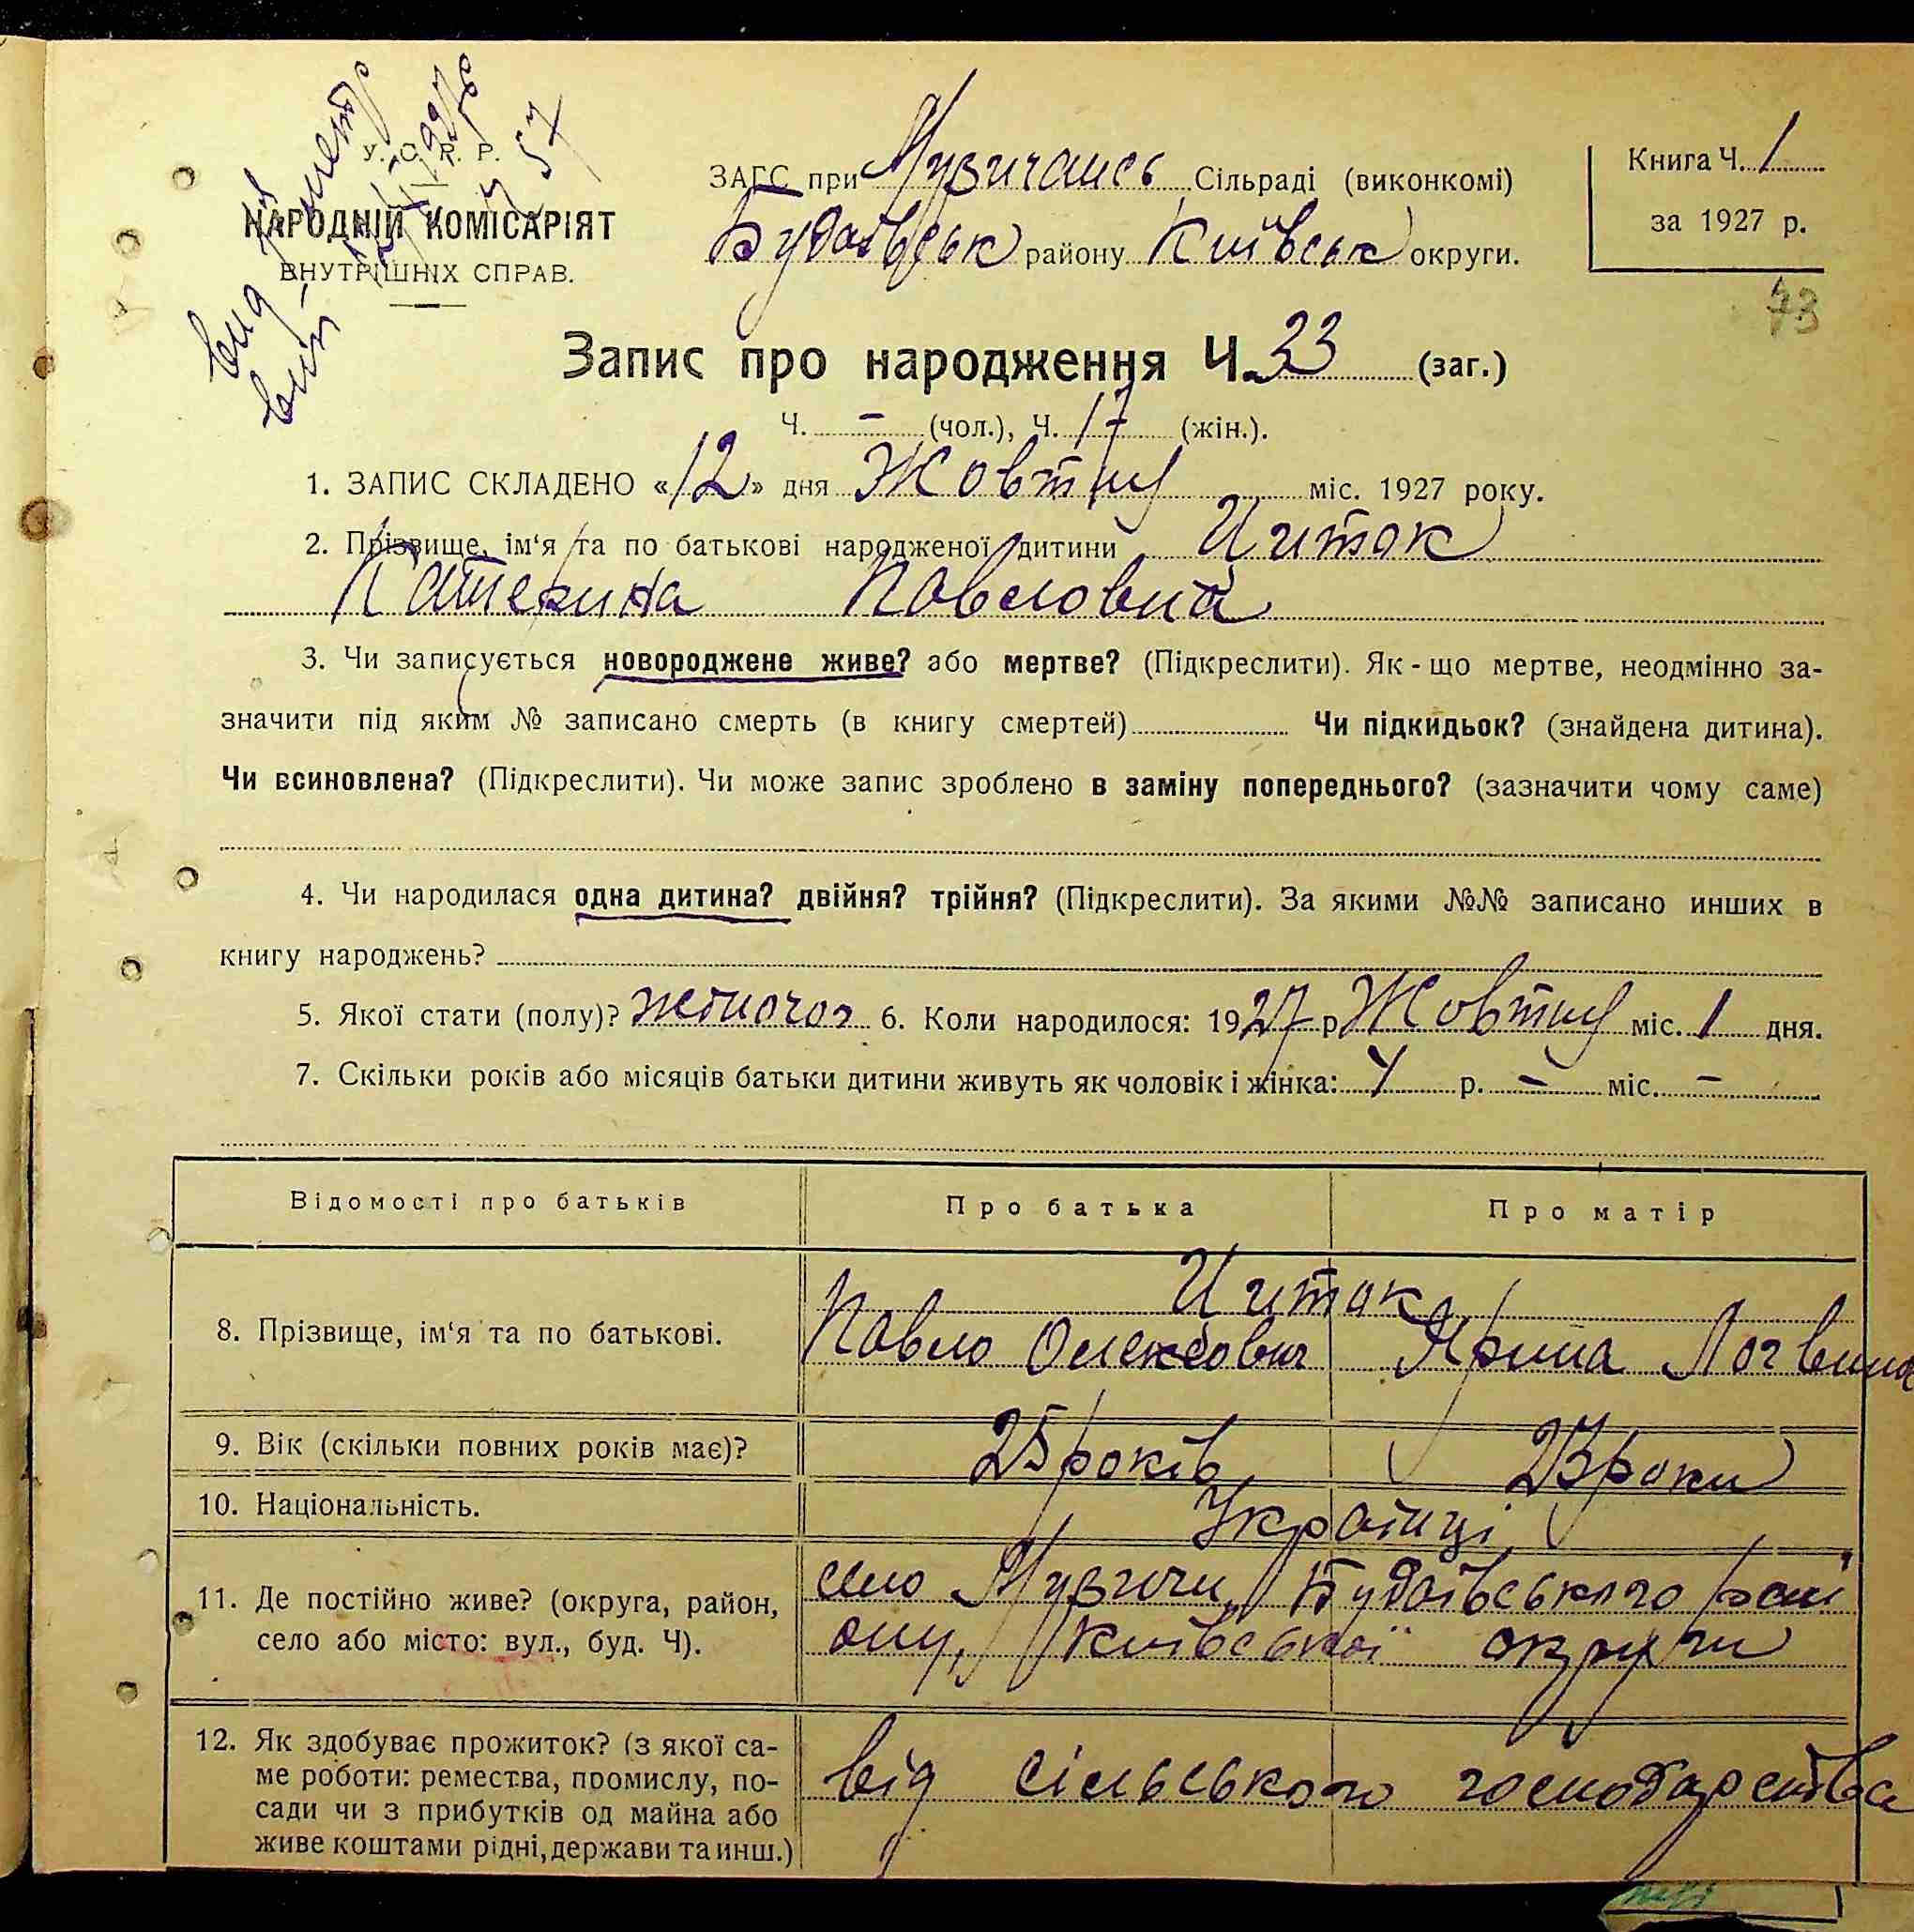 У. С. Р. Р.
НАРОДНІЙ КОМІСАРІЯТ
ВНУТРІШНІХ СПРАВ.
ЗАГС при Музичансь Сільраді (виконкомі)
Будаївськ району Київськ округи.
Книга Ч. 1
за 1927 р.
73
Запис про народження Ч. 33 (заг.)
Ч. – (чол.), Ч. 17 (жін.).
1. ЗАПИС СКЛАДЕНО «12» дня Жовтня міс. 1927 року.
2. Прізвище, ім‘я та по батькові народженої дитини Читак
Катерина Павловна
3. Чи записується новороджене живе? або мертве? (Підкреслити). Як-що мертве, неодмінно за-
значити під яким № записано смерть (в книгу смертей) Чи підкидьок? (знайдена дитина).
Чи всиновлена? (Підкреслити). Чи може запис зроблено в заміну попереднього? (зазначити чому саме)
4. Чи народилася одна дитина? двійня? трійня? (Підкреслити). За якими №№ записано инших в
книгу народжень?
5. Якої стати (полу)? жіночоэ 6. Коли народилося: 1927 р. Жовтня міс. 1 дня.
7. Скільки років або місяців батьки дитини живуть як чоловік і жінка: р. – міс. –
Відомості про батьків Про батька Про матір
Читак
8. Прізвище, ім‘я та по батькові. Павло Олексович Ярина Логвина
9. Вік (скільки повних років має)? 25 років 23 роки
10. Національність. Українці
11. Де постійно живе? (округа, район, село Музичи, Будаївського рай
село або місто: вул., буд. Ч). ону, Київської округи
12. Як здобуває прожиток? (з якої са-
ме роботи: ремества, промислу, по- від сільського господарства
сади чи з прибутків од майна або
живе коштами рідні, держави та инш.)